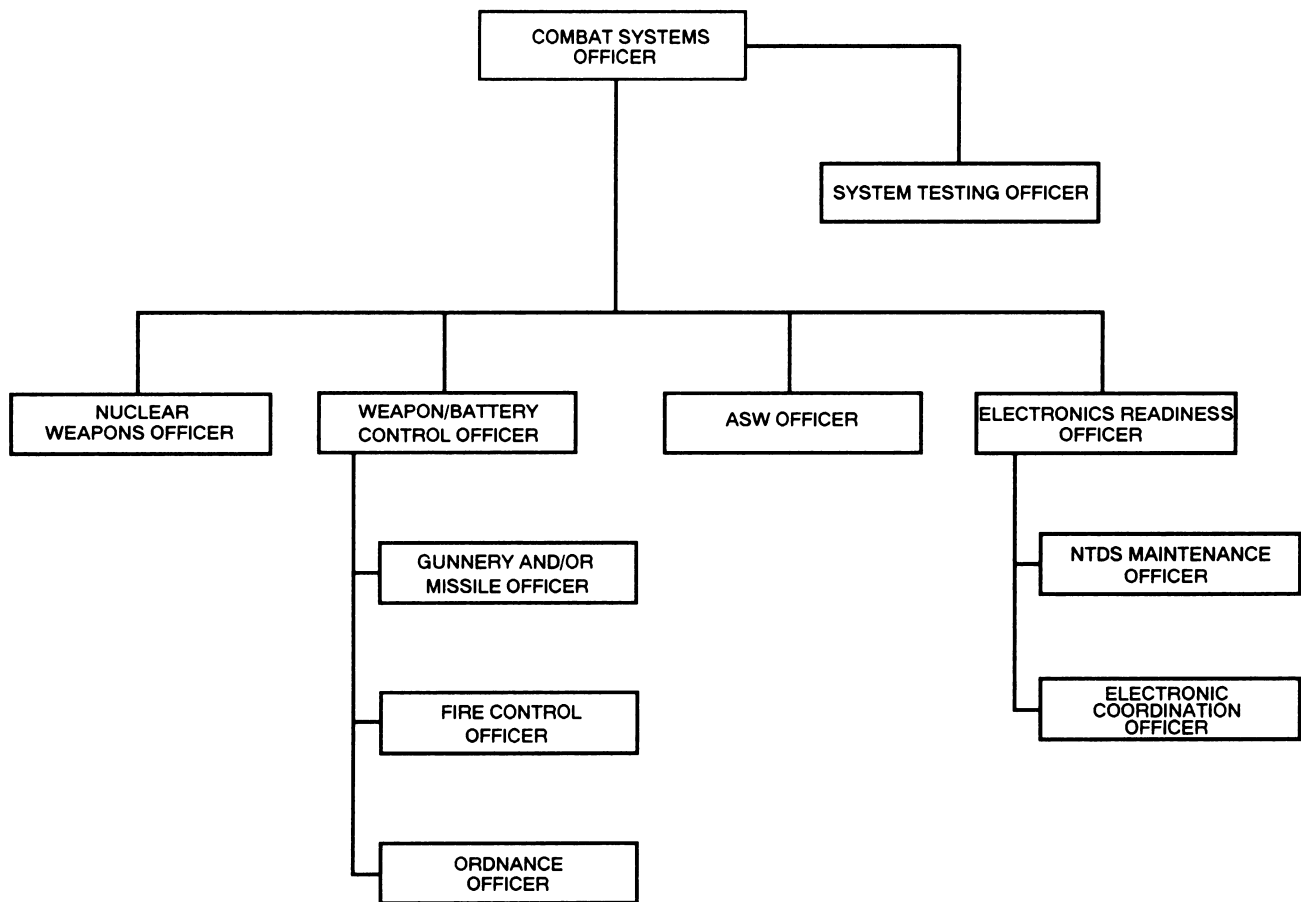 COMBAT SYSTEMS
OFFICER
SYSTEM TESTING OFFICER
NUCLEAR
WEAPONS OFFICER
WEAPON/BATTERY
CONTROL OFFICER
ASW OFFICER
ELECTRONICS READINESS
OFFICER
GUNNERY AND/OR
MISSILE OFFICER
NTDS MAINTENANCE
OFFICER
FIRE CONTROL
OFFICER
ELECTRONIC
COORDINATION
OFFICER
ORDNANCE
OFFICER